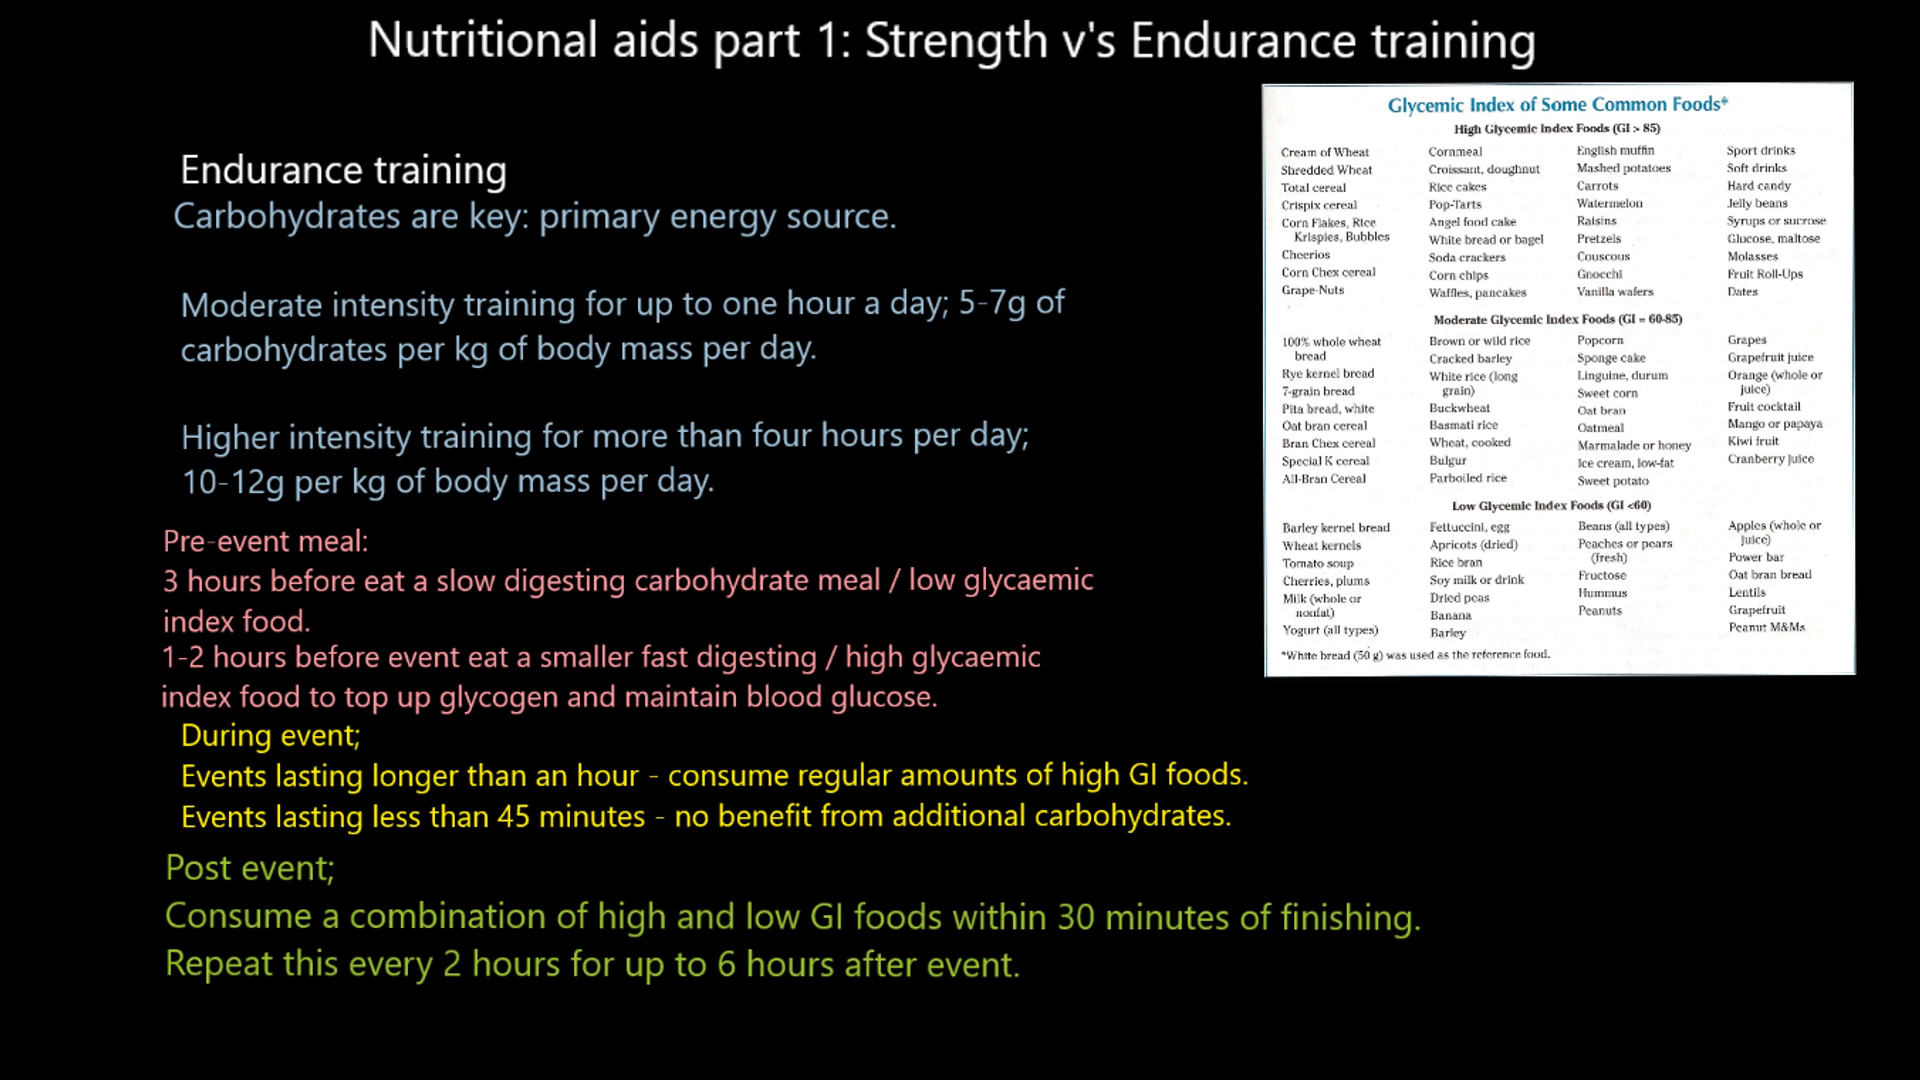 Nutritional aids part 1: Strength v's Endurance training
Endurance training
Carbohydrates are key: primary energy source.
Moderate intensity training for up to one hour a day; 5-7g of
carbohydrates per kg of body mass per day.
Higher intensity training for more than four hours per day;
10-12g per kg of body mass per day.
Pre-event meal:
3 hours before eat a slow digesting carbohydrate meal / low glycaemic
index food.
1-2 hours before event eat a smaller fast digesting / high glycaemic
index food to top up glycogen and maintain blood glucose.
During event;
Events lasting longer than an hour - consume regular amounts of high GI foods.
Events lasting less than 45 minutes - no benefit from additional carbohydrates.
Post event;
Consume a combination of high and low GI foods within 30 minutes of finishing.
Repeat this every 2 hours for up to 6 hours after event.
Glycemic Index of Some Common Foods*
High Glycemic Index Foods (GI > 85)
Cream of Wheat
Shredded Wheat
Total cereal
Crispix cereal
Corn Flakes, Rice
Krispies, Bubbles
Cheerios
Corn Chex cereal
Grape-Nuts
Cornmeal
Croissant, doughnut
Rice cakes
Pop-Tarts
Angel food cake
White bread or bagel
Soda crackers
Corn chips
Waffles, pancakes
English muffin
Mashed potatoes
Carrots
Watermelon
Raisins
Pretzels
Couscous
Gnocchi
Vanilla wafers
Sport drinks
Soft drinks
Hard candy
Jelly beans
Syrups or sucrose
Glucose, maltose
Molasses
Fruit Roll-Ups
Dates
Moderate Glycemic Index Foods (GI = 60-85)
100% whole wheat
bread
Rye kernel bread
7-grain bread
Pita bread, white
Oat bran cereal
Bran Chex cereal
Special K cereal
All-Bran Cereal
Brown or wild rice
Cracked barley
White rice (long
grain)
Buckwheat
Basmati rice
Wheat, cooked
Bulgur
Parboiled rice
Popcorn
Sponge cake
Linguine, durum
Sweet corn
Oat bran
Oatmeal
Marmalade or honey
Ice cream, low-fat
Sweet potato
Grapes
Grapefruit juice
Orange (whole or
juice)
Fruit cocktail
Mango or papaya
Kiwi fruit
Cranberry juice
Low Glycemic Index Foods (GI <60)
Barley kernel bread
Wheat kernels
Tomato soup
Cherries, plums
Milk (whole or
nonfat)
Yogurt (all types)
Fettuccini, egg
Apricots (dried)
Rice bran
Soy milk or drink
Dried peas
Banana
Barley
Beans (all types)
Peaches or pears
(fresh)
Fructose
Hummus
Peanuts
Apples (whole or
juice)
Power bar
Oat bran bread
Lentils
Grapefruit
Peanut M&Ms
*White bread (50 g) was used as the reference food.